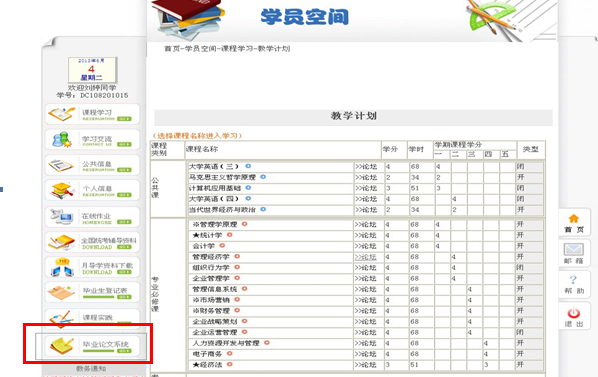 学员空间
首页-学员空间-课程学习-教学计划
4
星期二
欢迎刘婷同学
学号: DC108201015
课程学习
学习交流
CONTACT US
公共信息
个人信息
在线作业
全国统考辅导资料
DOWNLOAD
月导学资料下载
DOWNLOAD
毕业生登记表
课程实践
毕业论文系统
教务通知
教学计划
(选择课程名称进入学习)
课程类别 课程名称 学分 学时 学期课程学分 类型
一 二 三 四 五
公共课
大学英语(三) >>论坛 4 68 4 闭
马克思主义哲学原理 >>论坛 2 34 2 开
计算机应用基础 >>论坛 3 51 3 闭
大学英语(四) >>论坛 4 68 4 闭
当代世界经济与政治 >>论坛 2 34 2 开
专业必修课
※管理学原理 >>论坛 4 68 4 开
★统计学 >>论坛 4 68 4 开
会计学 >>论坛 4 68 4 开
管理经济学 >>论坛 4 68 4 开
组织行为学 >>论坛 4 68 4 闭
企业管理学 >>论坛 4 68 4 开
管理信息系统 >>论坛 4 68 4 开
※市场营销 >>论坛 4 68 4 开
※财务管理 >>论坛 4 68 4 开
企业战略策划 >>论坛 4 68 4 开
企业运营管理 >>论坛 4 68 4 闭
人力资源开发与管理 >>论坛 4 68 4 开
电子商务 >>论坛 4 68 4 开
★经济法 >>论坛 3 51 3 开
首页
邮箱
帮助
退出